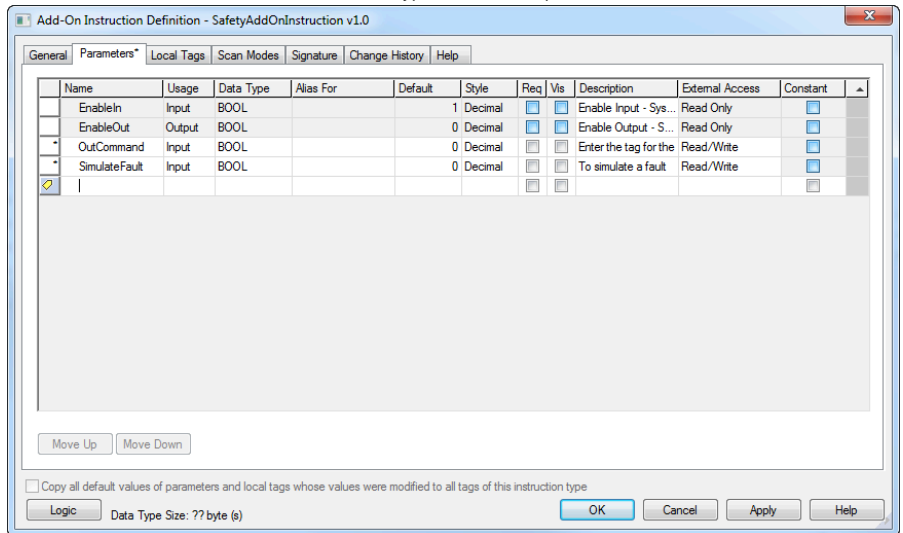 Add-On Instruction Definition - SafetyAddOnInstruction v1.0
General Parameters* Local Tags Scan Modes Signature Change History Help
Name Usage Data Type Alias For Default Style Req Vis Description External Access Constant
EnableIn Input BOOL 1 Decimal Enable Input - Sys... Read Only
EnableOut Output BOOL 0 Decimal Enable Output - S... Read Only
* OutCommand Input BOOL 0 Decimal Enter the tag for the Read/Write
* SimulateFault Input BOOL 0 Decimal To simulate a fault Read/Write
Move Up Move Down
Copy all default values of parameters and local tags whose values were modified to all tags of this instruction type
Logic Data Type Size: ?? byte (s) OK Cancel Apply Help